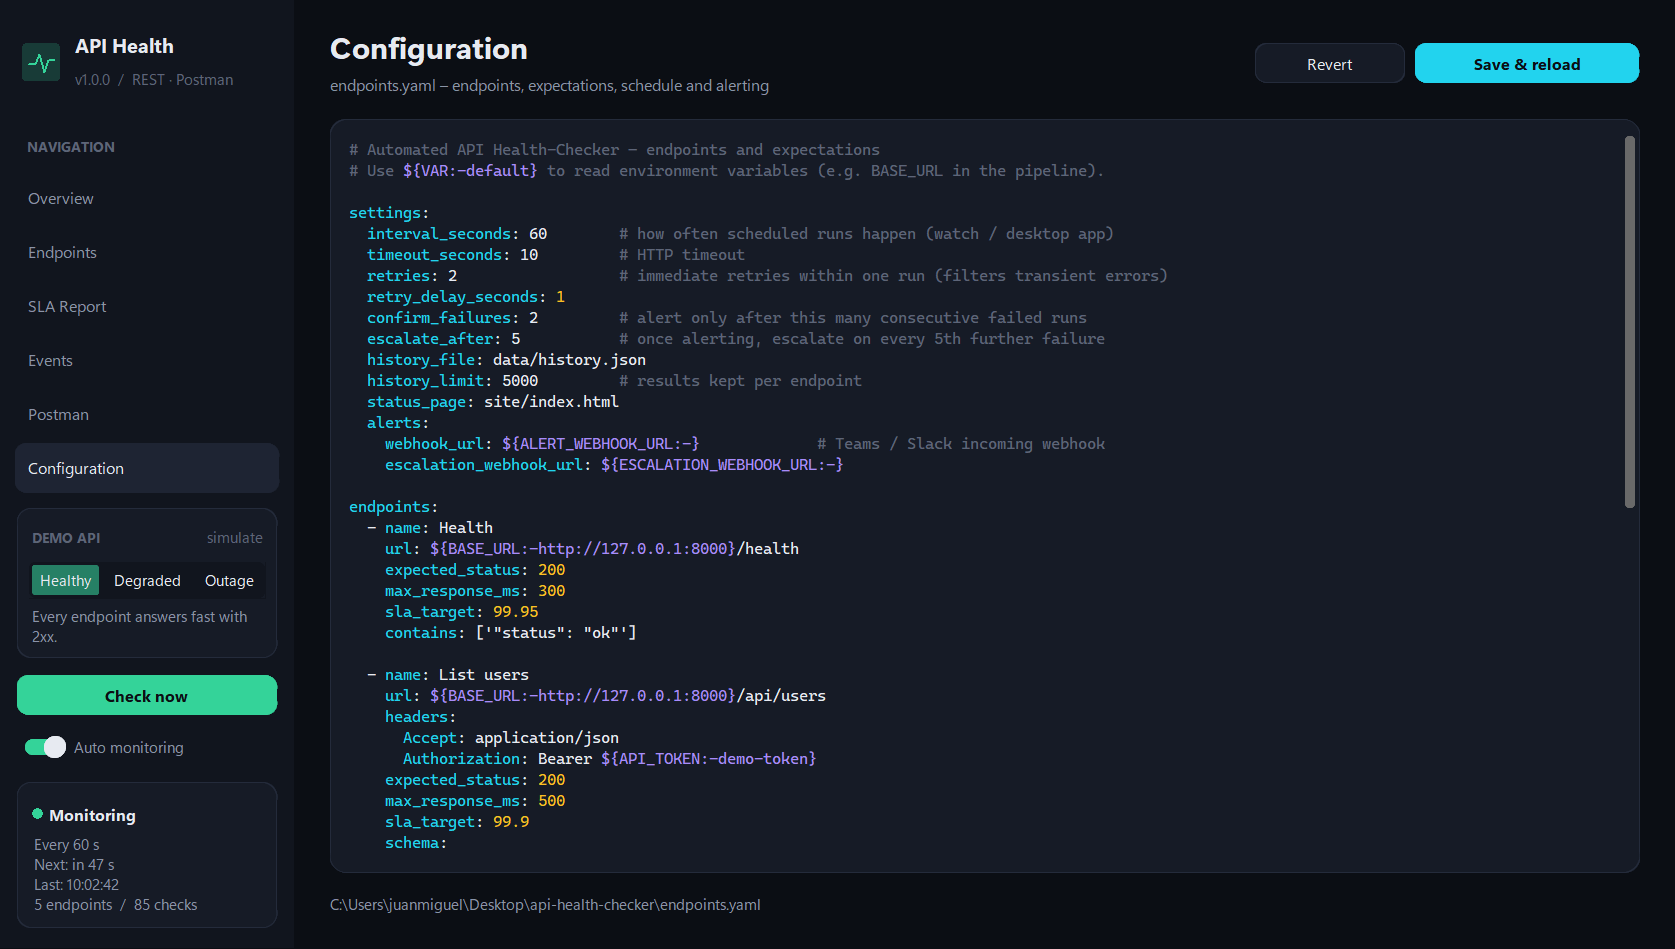 API Health
v1.0.0 / REST · Postman
NAVIGATION
Overview
Endpoints
SLA Report
Events
Postman
Configuration
DEMO API simulate
Healthy Degraded Outage
Every endpoint answers fast with
2xx.
Check now
Auto monitoring
Monitoring
Every 60 s
Next: in 47 s
Last: 10:02:42
5 endpoints / 85 checks
Configuration
endpoints.yaml – endpoints, expectations, schedule and alerting
Revert
Save & reload
# Automated API Health-Checker – endpoints and expectations
# Use ${VAR:-default} to read environment variables (e.g. BASE_URL in the pipeline).
settings:
  interval_seconds: 60        # how often scheduled runs happen (watch / desktop app)
  timeout_seconds: 10         # HTTP timeout
  retries: 2                  # immediate retries within one run (filters transient errors)
  retry_delay_seconds: 1
  confirm_failures: 2         # alert only after this many consecutive failed runs
  escalate_after: 5           # once alerting, escalate on every 5th further failure
  history_file: data/history.json
  history_limit: 5000         # results kept per endpoint
  status_page: site/index.html
  alerts:
    webhook_url: ${ALERT_WEBHOOK_URL:-}             # Teams / Slack incoming webhook
    escalation_webhook_url: ${ESCALATION_WEBHOOK_URL:-}
endpoints:
  - name: Health
    url: ${BASE_URL:-http://127.0.0.1:8000}/health
    expected_status: 200
    max_response_ms: 300
    sla_target: 99.95
    contains: ['"status": "ok"']
  - name: List users
    url: ${BASE_URL:-http://127.0.0.1:8000}/api/users
    headers:
      Accept: application/json
      Authorization: Bearer ${API_TOKEN:-demo-token}
    expected_status: 200
    max_response_ms: 500
    sla_target: 99.9
    schema:
C:\Users\juanmiguel\Desktop\api-health-checker\endpoints.yaml